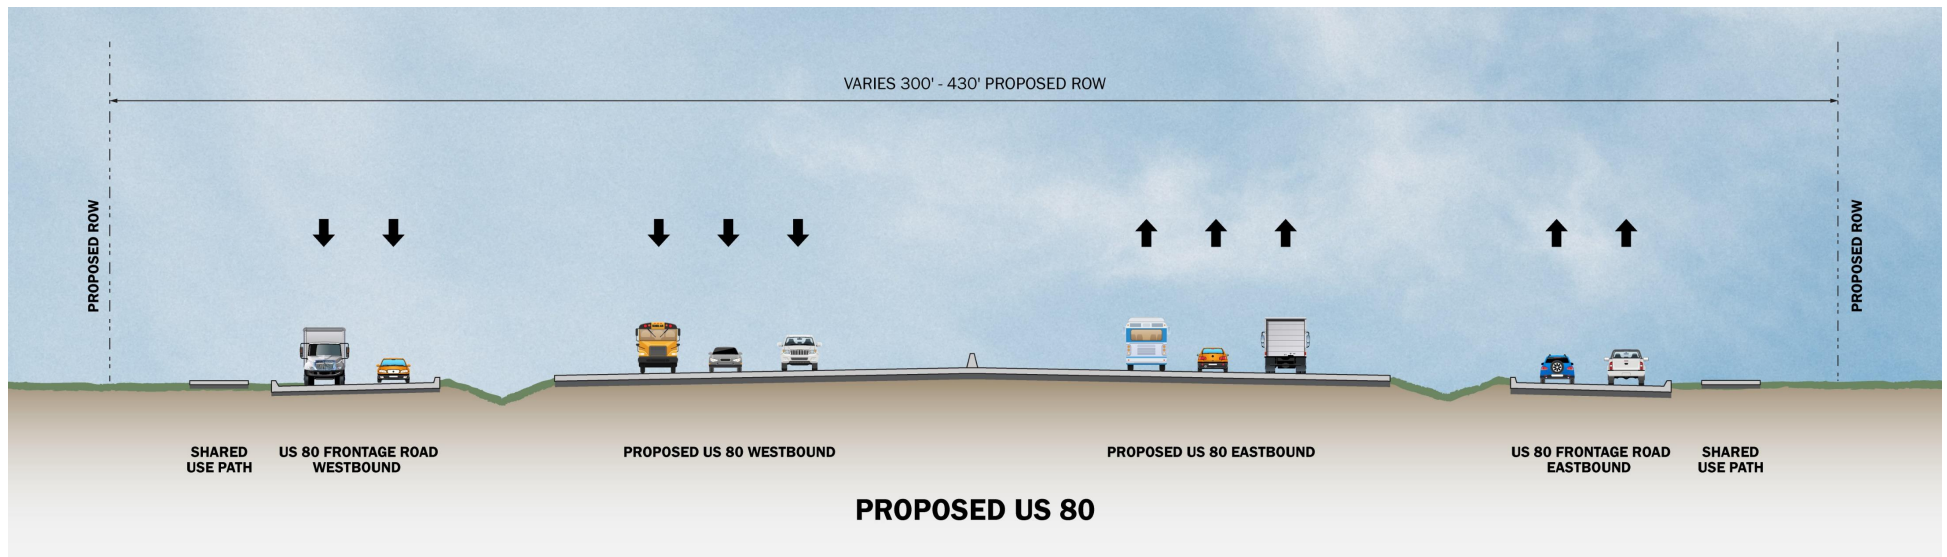 VARIES 300' - 430' PROPOSED ROW
PROPOSED ROW
PROPOSED ROW
SHARED
USE PATH
US 80 FRONTAGE ROAD
WESTBOUND
PROPOSED US 80 WESTBOUND
PROPOSED US 80 EASTBOUND
US 80 FRONTAGE ROAD
EASTBOUND
SHARED
USE PATH
PROPOSED US 80